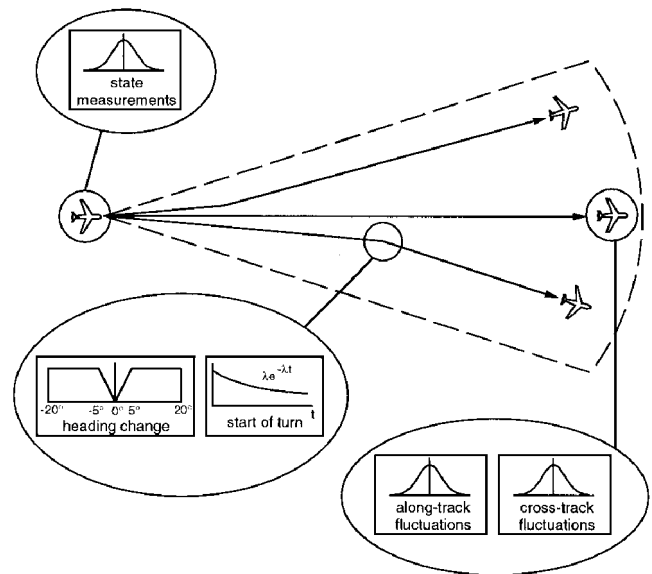 state
measurements
λe^-λt
-20° -5° 0° 5° 20°
t
heading change
start of turn
along-track
fluctuations
cross-track
fluctuations